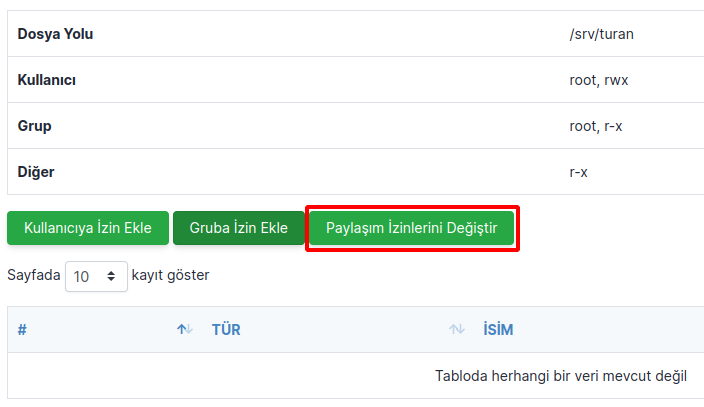 Dosya Yolu /srv/turan
Kullanıcı root, rwx
Grup root, r-x
Diğer r-x
Kullanıcıya İzin Ekle Gruba İzin Ekle Paylaşım İzinlerini Değiştir
Sayfada 10 kayıt göster
# TÜR İSİM
Tabloda herhangi bir veri mevcut değil